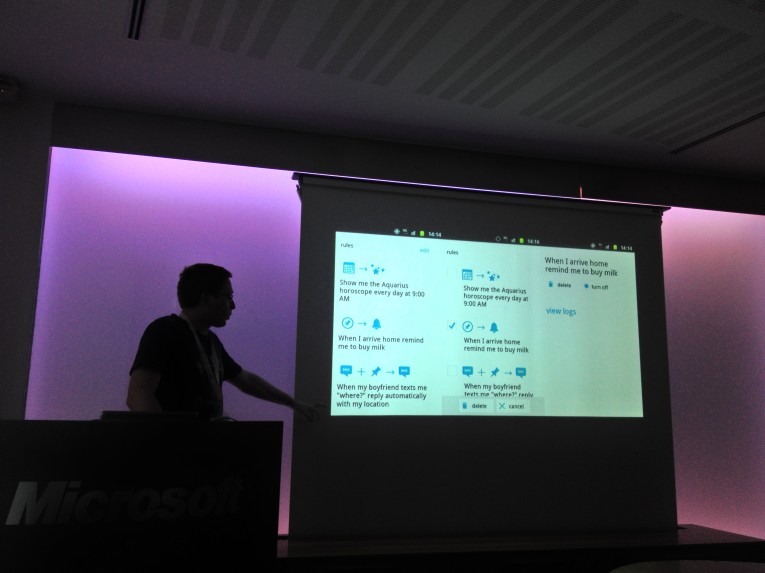 14:14
rules
edit
Show me the Aquarius
horoscope every day at 9:00
AM
When I arrive home remind
me to buy milk
When my boyfriend texts me
"where?" reply automatically
with my location
14:14
rules
Show me the Aquarius
horoscope every day at
9:00 AM
When I arrive home
remind me to buy milk
When my boyfriend
texts me "where?" reply
delete
cancel
14:14
When I arrive home
remind me to buy milk
delete
turn off
view logs
Microsoft